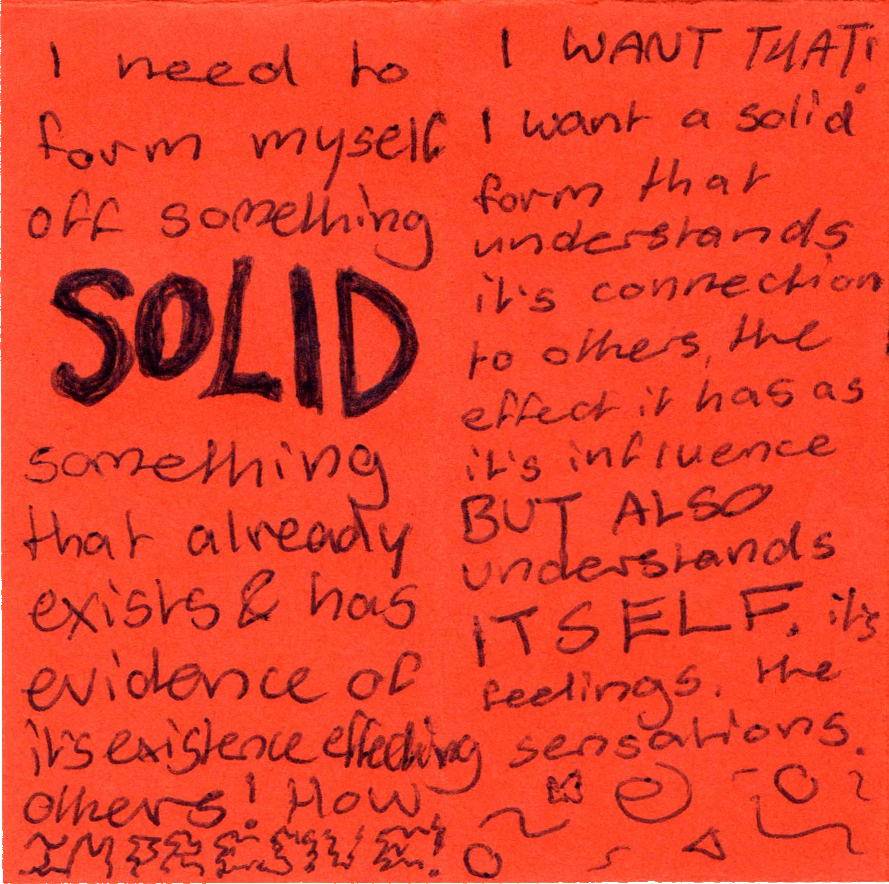 I need to
form myself
off something
SOLID
something
that already
exists & has
evidence of
it's existence effecting
others! How
I WANT THAT!
I want a solid
form that
understands
it's connection
to others, the
effect it has as
it's influence
BUT ALSO
understands
ITSELF. it's
feelings. the
sensations.